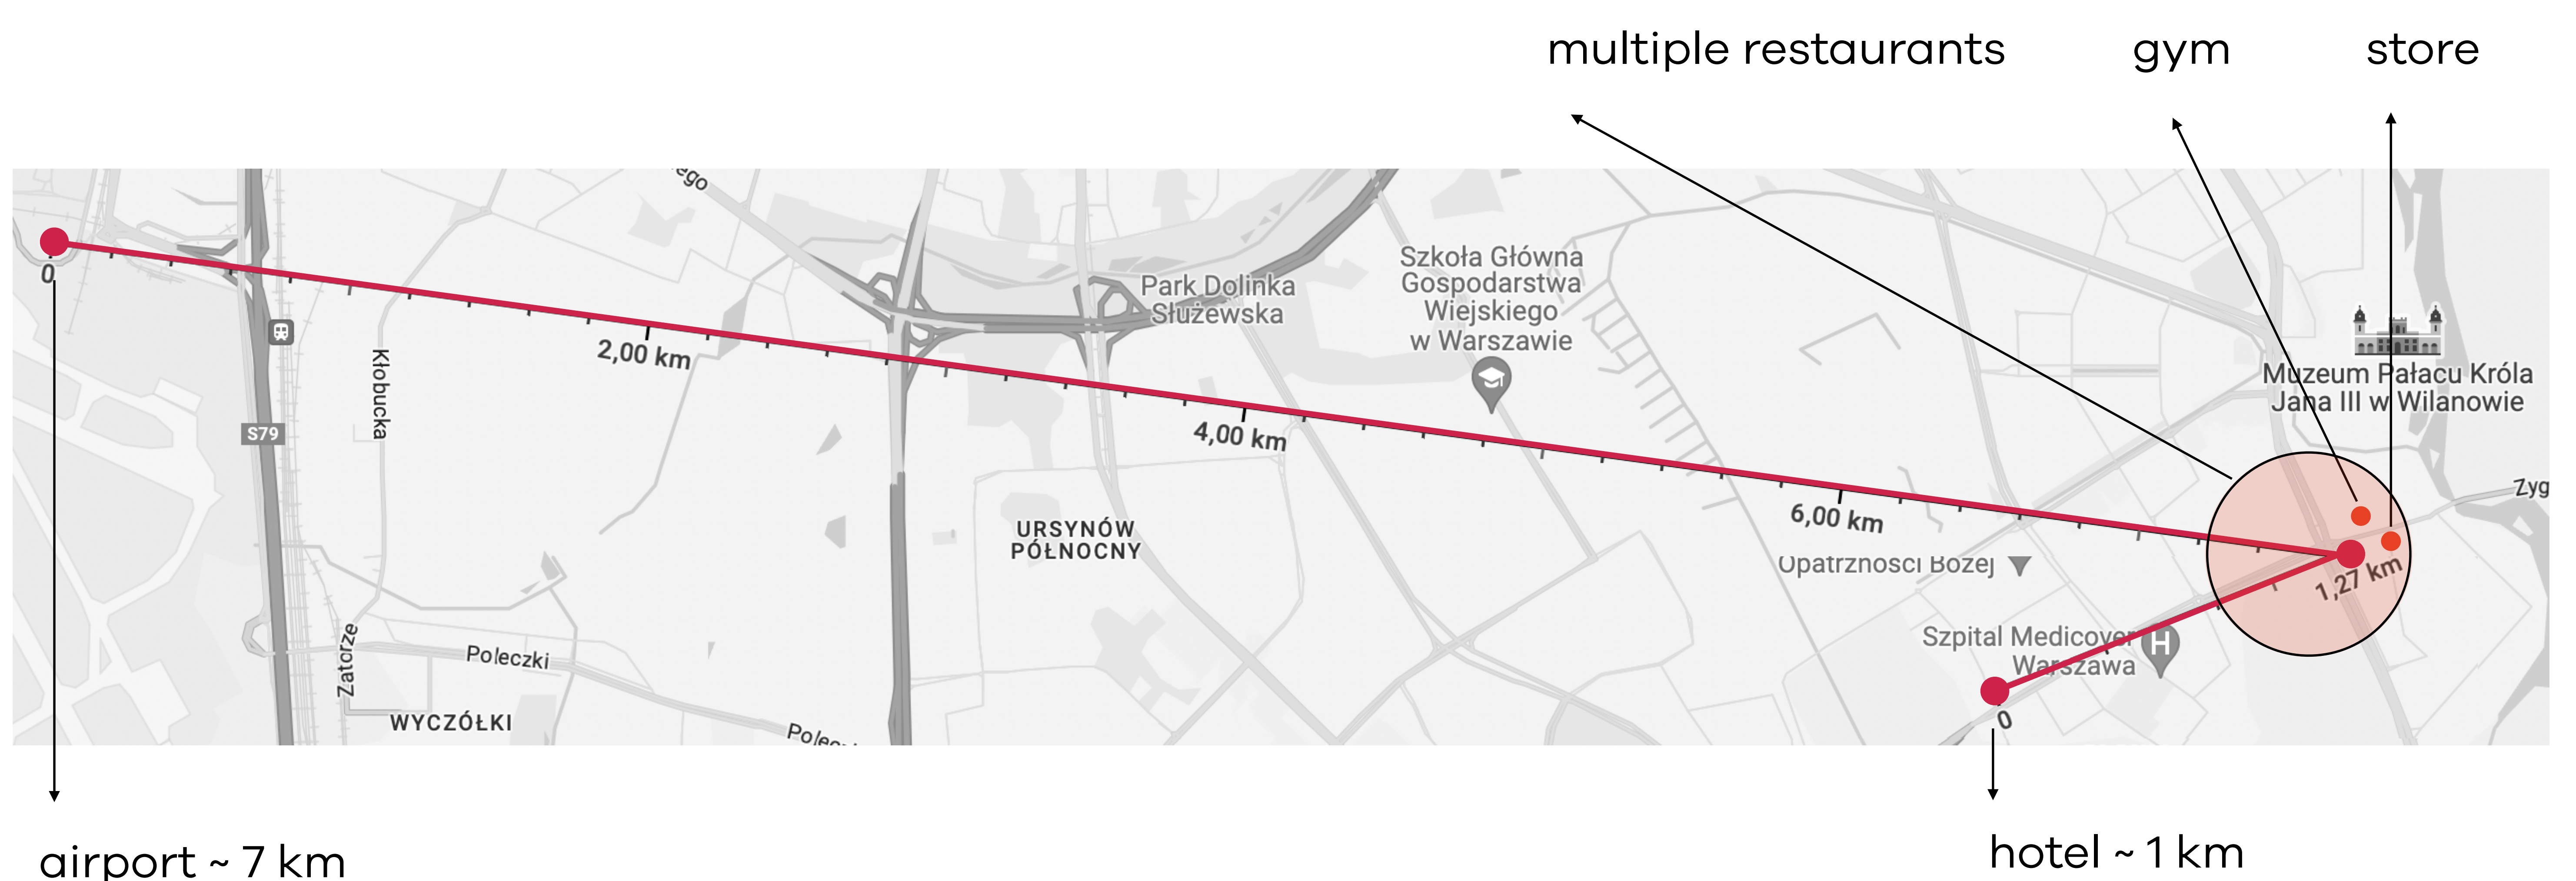 multiple restaurants
gym
store
ego
0
2,00 km
Park Dolinka
Służewska
Szkoła Główna
Gospodarstwa
Wiejskiego
w Warszawie
Muzeum Pałacu Króla
Jana III w Wilanowie
Kłobucka
S79
4,00 km
6,00 km
Zyg
URSYNÓW
PÓŁNOCNY
Opatrzności Bożej
1,27 km
Szpital Medicover
Warszawa
H
Zatorze
Poleczki
WYCZÓŁKI
Polecz
0
airport ~ 7 km
hotel ~ 1 km